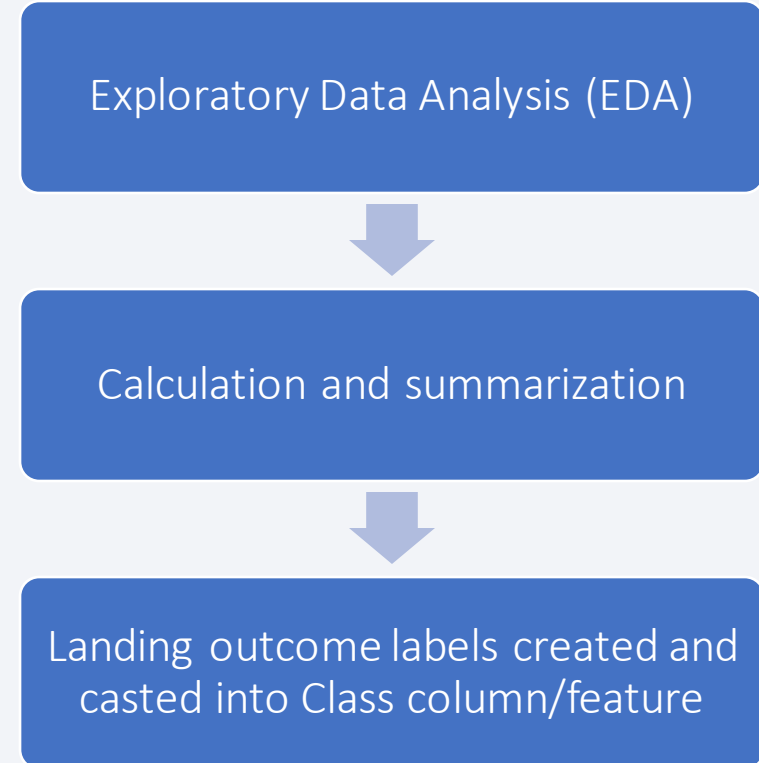 Exploratory Data Analysis (EDA)
Calculation and summarization
Landing outcome labels created and
casted into Class column/feature